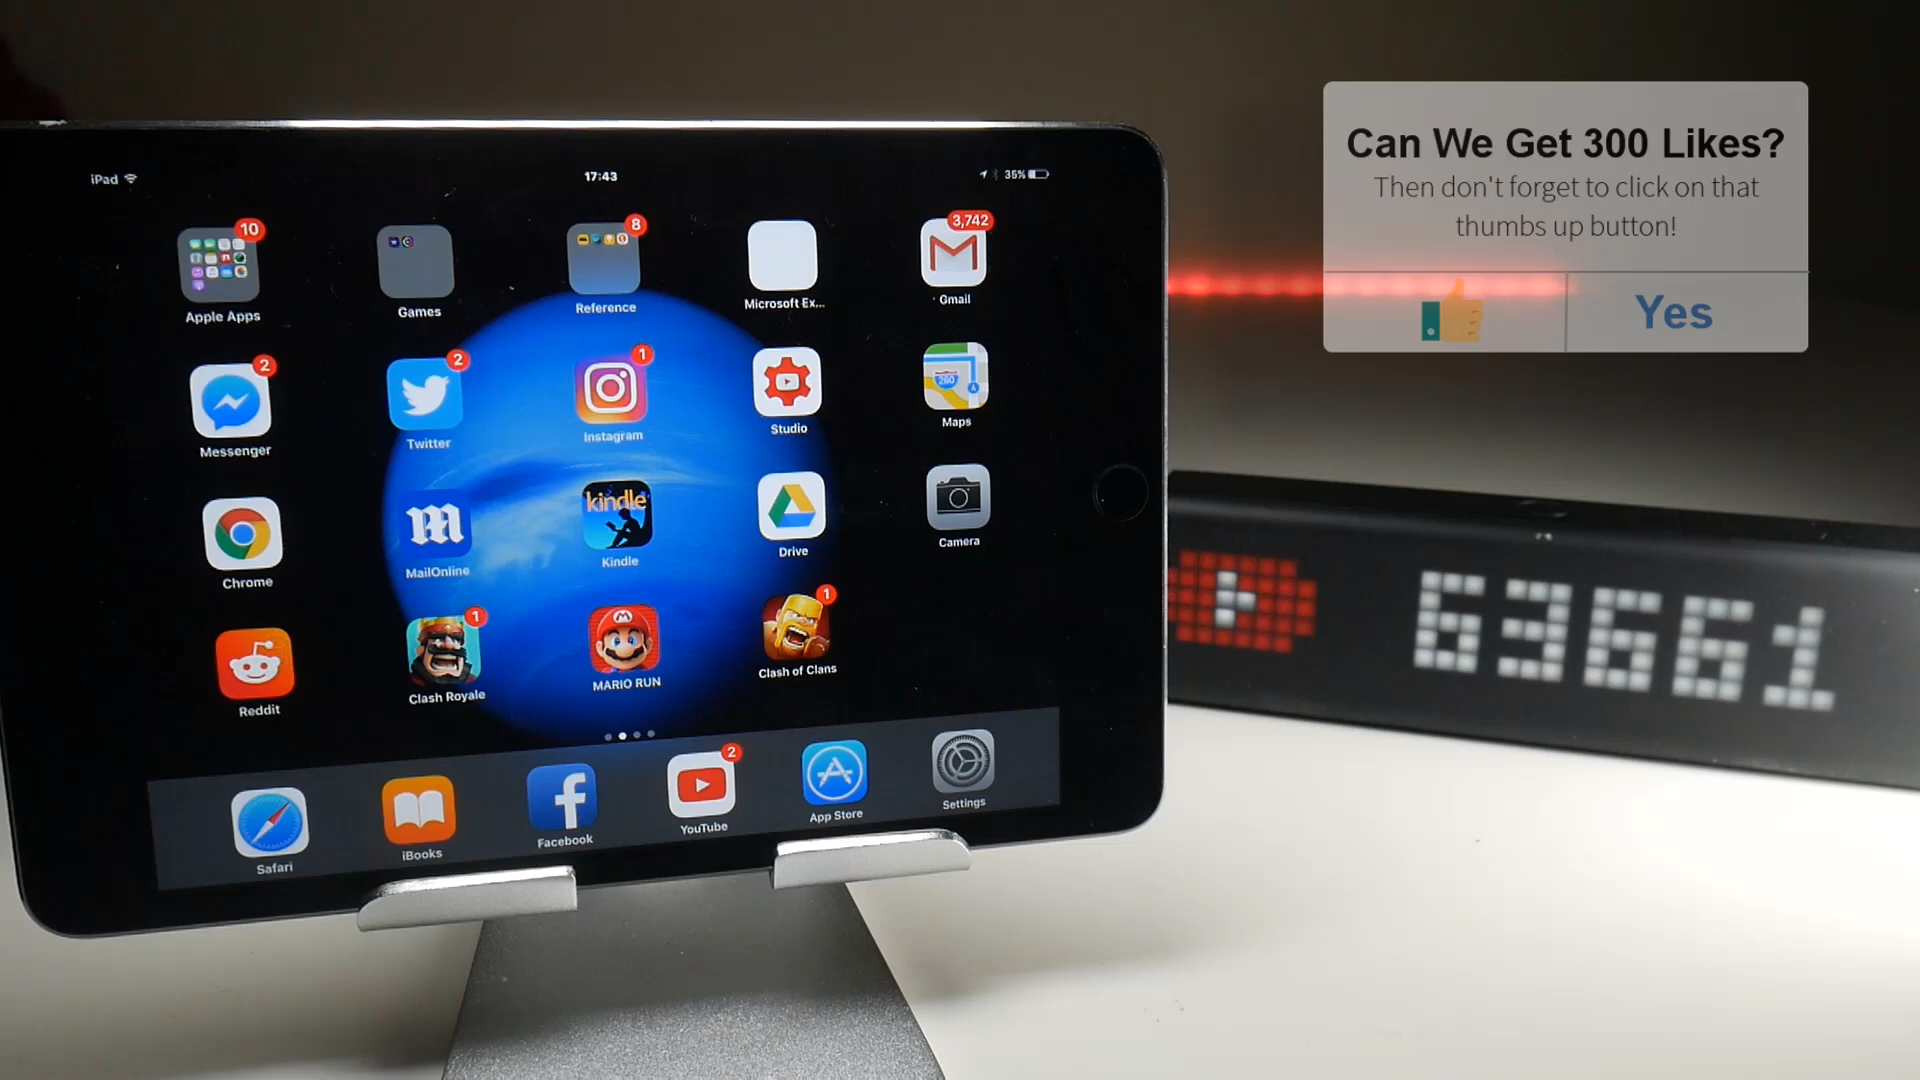 iPad
17:43
35%
10
8
3,742
Apple Apps
Games
Reference
Microsoft Ex...
Gmail
2
2
1
280
Messenger
Twitter
Instagram
Studio
Maps
m
kindle
Chrome
MailOnline
Kindle
Drive
Camera
1
M
1
Reddit
Clash Royale
MARIO RUN
Clash of Clans
2
Safari
iBooks
Facebook
YouTube
App Store
Settings
Can We Get 300 Likes?
Then don't forget to click on that
thumbs up button!
Yes
63661